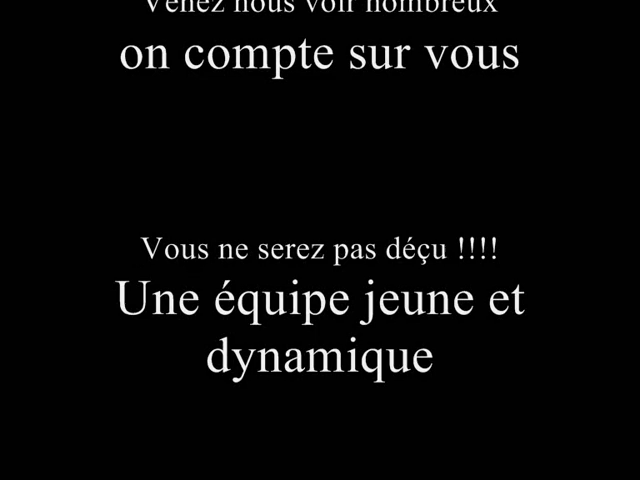 Venez nous voir nombreux
on compte sur vous
Vous ne serez pas déçu !!!!
Une équipe jeune et
dynamique